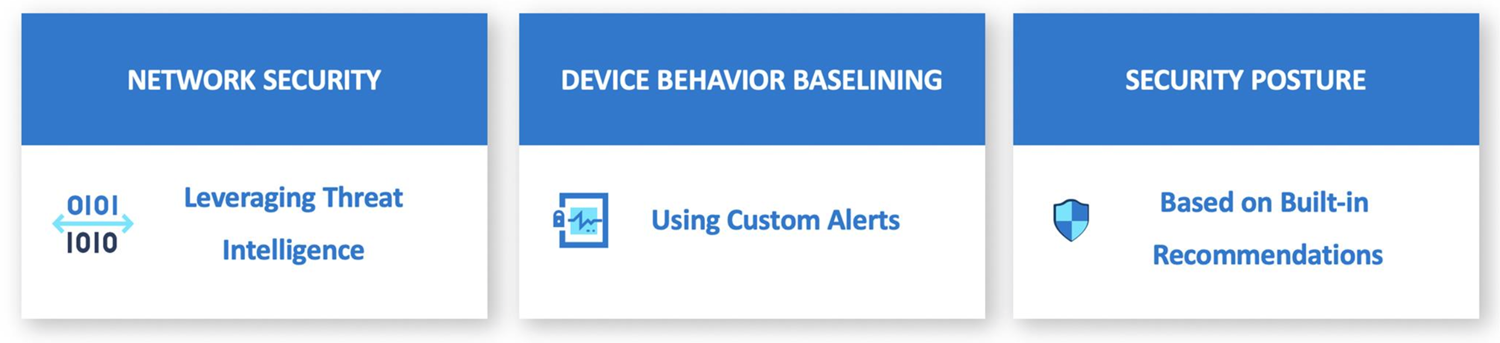 NETWORK SECURITY
0101
1010
Leveraging Threat
Intelligence
DEVICE BEHAVIOR BASELINING
Using Custom Alerts
SECURITY POSTURE
Based on Built-in
Recommendations